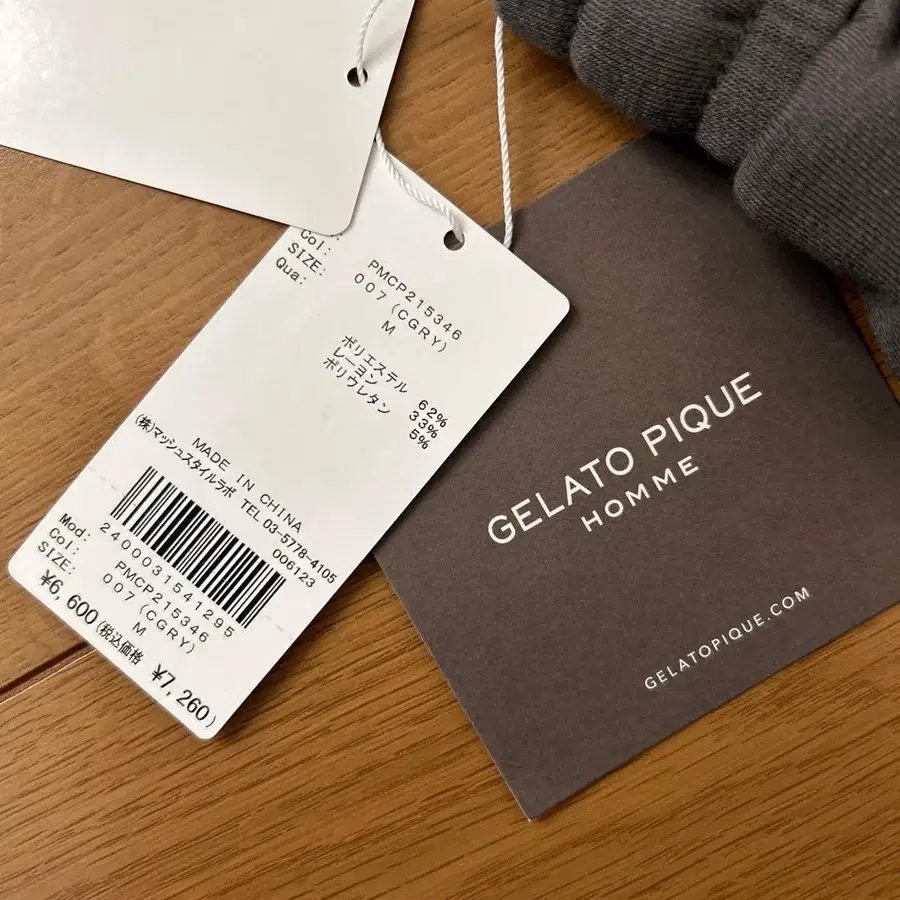 Col:
SIZE:
Qua:
PMCP215346
007 (CGRY)
M
ポリエステル 62%
レーヨン 33%
ポリウレタン 5%
MADE IN CHINA
(株)マッシュスタイルラボ TEL 03-5778-4105
006123
2400031541295
Mod: PMCP215346
Col: 007 (CGRY)
SIZE: M
¥6,600(税込価格 ¥7,260)
GELATO PIQUE
HOMME
GELATOPIQUE.COM